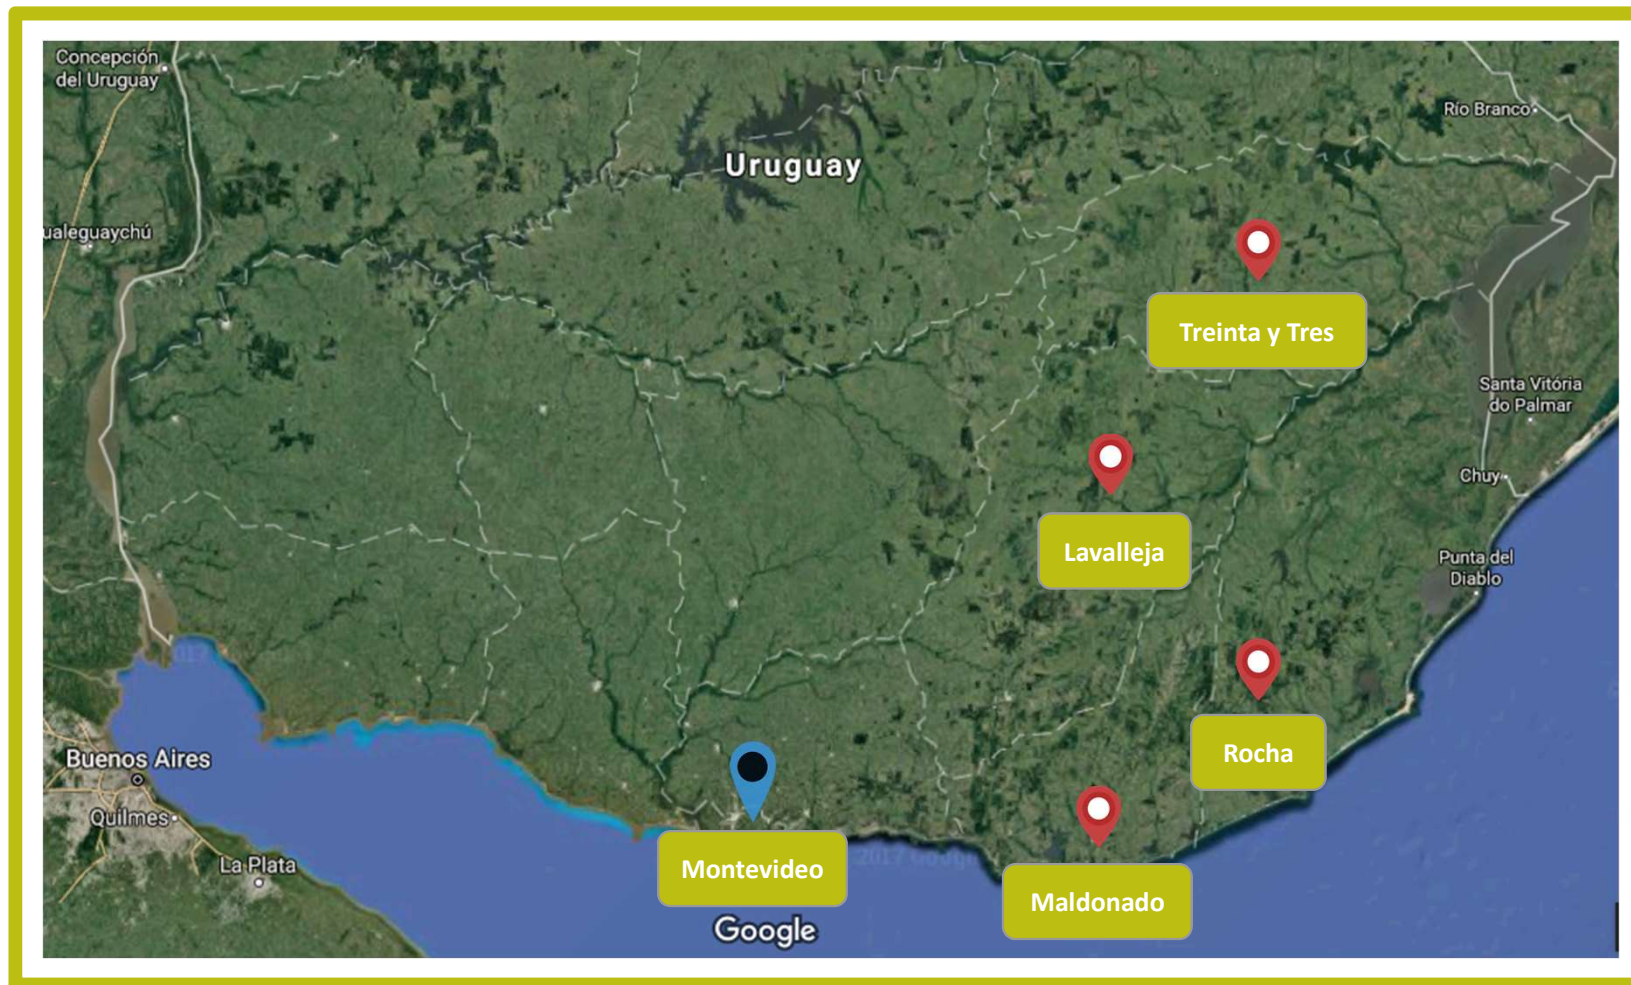 Concepción
del Uruguay
Río Branco
Uruguay
ualeguaychú
Treinta y Tres
Santa Vitória
do Palmar
Chuy
Lavalleja
Punta del
Diablo
Rocha
Buenos Aires
Quilmes
Montevideo
La Plata
Maldonado
Google